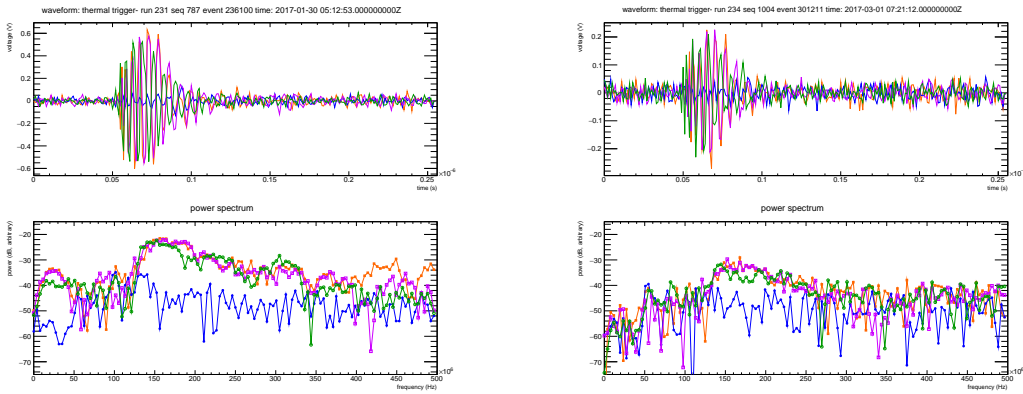 waveform: thermal trigger- run 231 seq 787 event 236100 time: 2017-01-30 05:12:53.000000000Z
voltage (V)
0.6
0.4
0.2
0
−0.2
−0.4
−0.6
0 0.05 0.1 0.15 0.2 0.25
×10⁻⁶
time (s)
power spectrum
power (dB, arbitrary)
−20
−30
−40
−50
−60
−70
0 50 100 150 200 250 300 350 400 450 500
×10⁶
frequency (Hz)
waveform: thermal trigger- run 234 seq 1004 event 301211 time: 2017-03-01 07:21:12.000000000Z
voltage (V)
0.2
0.1
0
−0.1
−0.2
0 0.05 0.1 0.15 0.2 0.25
time (s)
power spectrum
power (dB, arbitrary)
−20
−30
−40
−50
−60
−70
0 50 100 150 200 250 300 350 400 450 500
frequency (Hz)